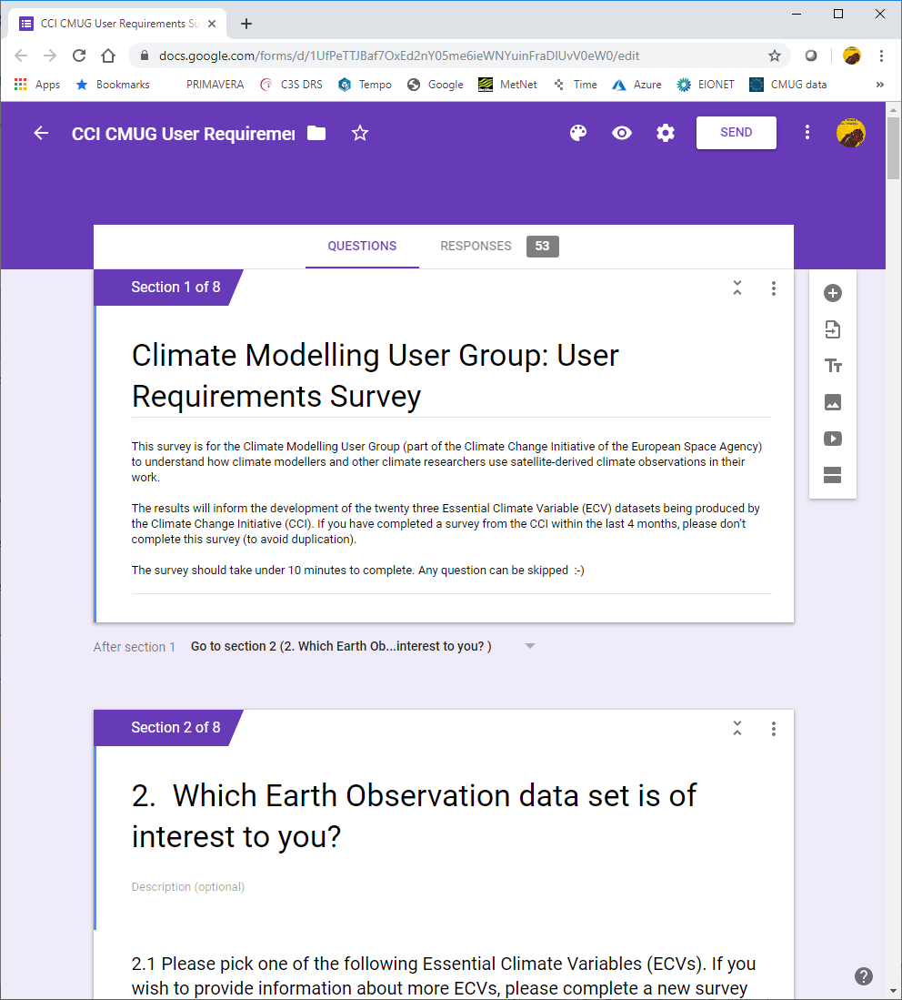 CCI CMUG User Requirements Su
docs.google.com/forms/d/1UfPeTTJBaf7OxEd2nY05me6ieWNYuinFraDIUvV0eW0/edit
Apps Bookmarks PRIMAVERA C3S DRS Tempo Google MetNet Time Azure EIONET CMUG data »
CCI CMUG User Requiremer SEND
QUESTIONS RESPONSES 53
Section 1 of 8
Climate Modelling User Group: User
Requirements Survey
This survey is for the Climate Modelling User Group (part of the Climate Change Initiative of the European Space Agency)
to understand how climate modellers and other climate researchers use satellite-derived climate observations in their
work.
The results will inform the development of the twenty three Essential Climate Variable (ECV) datasets being produced by
the Climate Change Initiative (CCI). If you have completed a survey from the CCI within the last 4 months, please don't
complete this survey (to avoid duplication).
The survey should take under 10 minutes to complete. Any question can be skipped :-)
After section 1 Go to section 2 (2. Which Earth Ob...interest to you? )
Section 2 of 8
2. Which Earth Observation data set is of
interest to you?
Description (optional)
2.1 Please pick one of the following Essential Climate Variables (ECVs). If you
wish to provide information about more ECVs, please complete a new survey